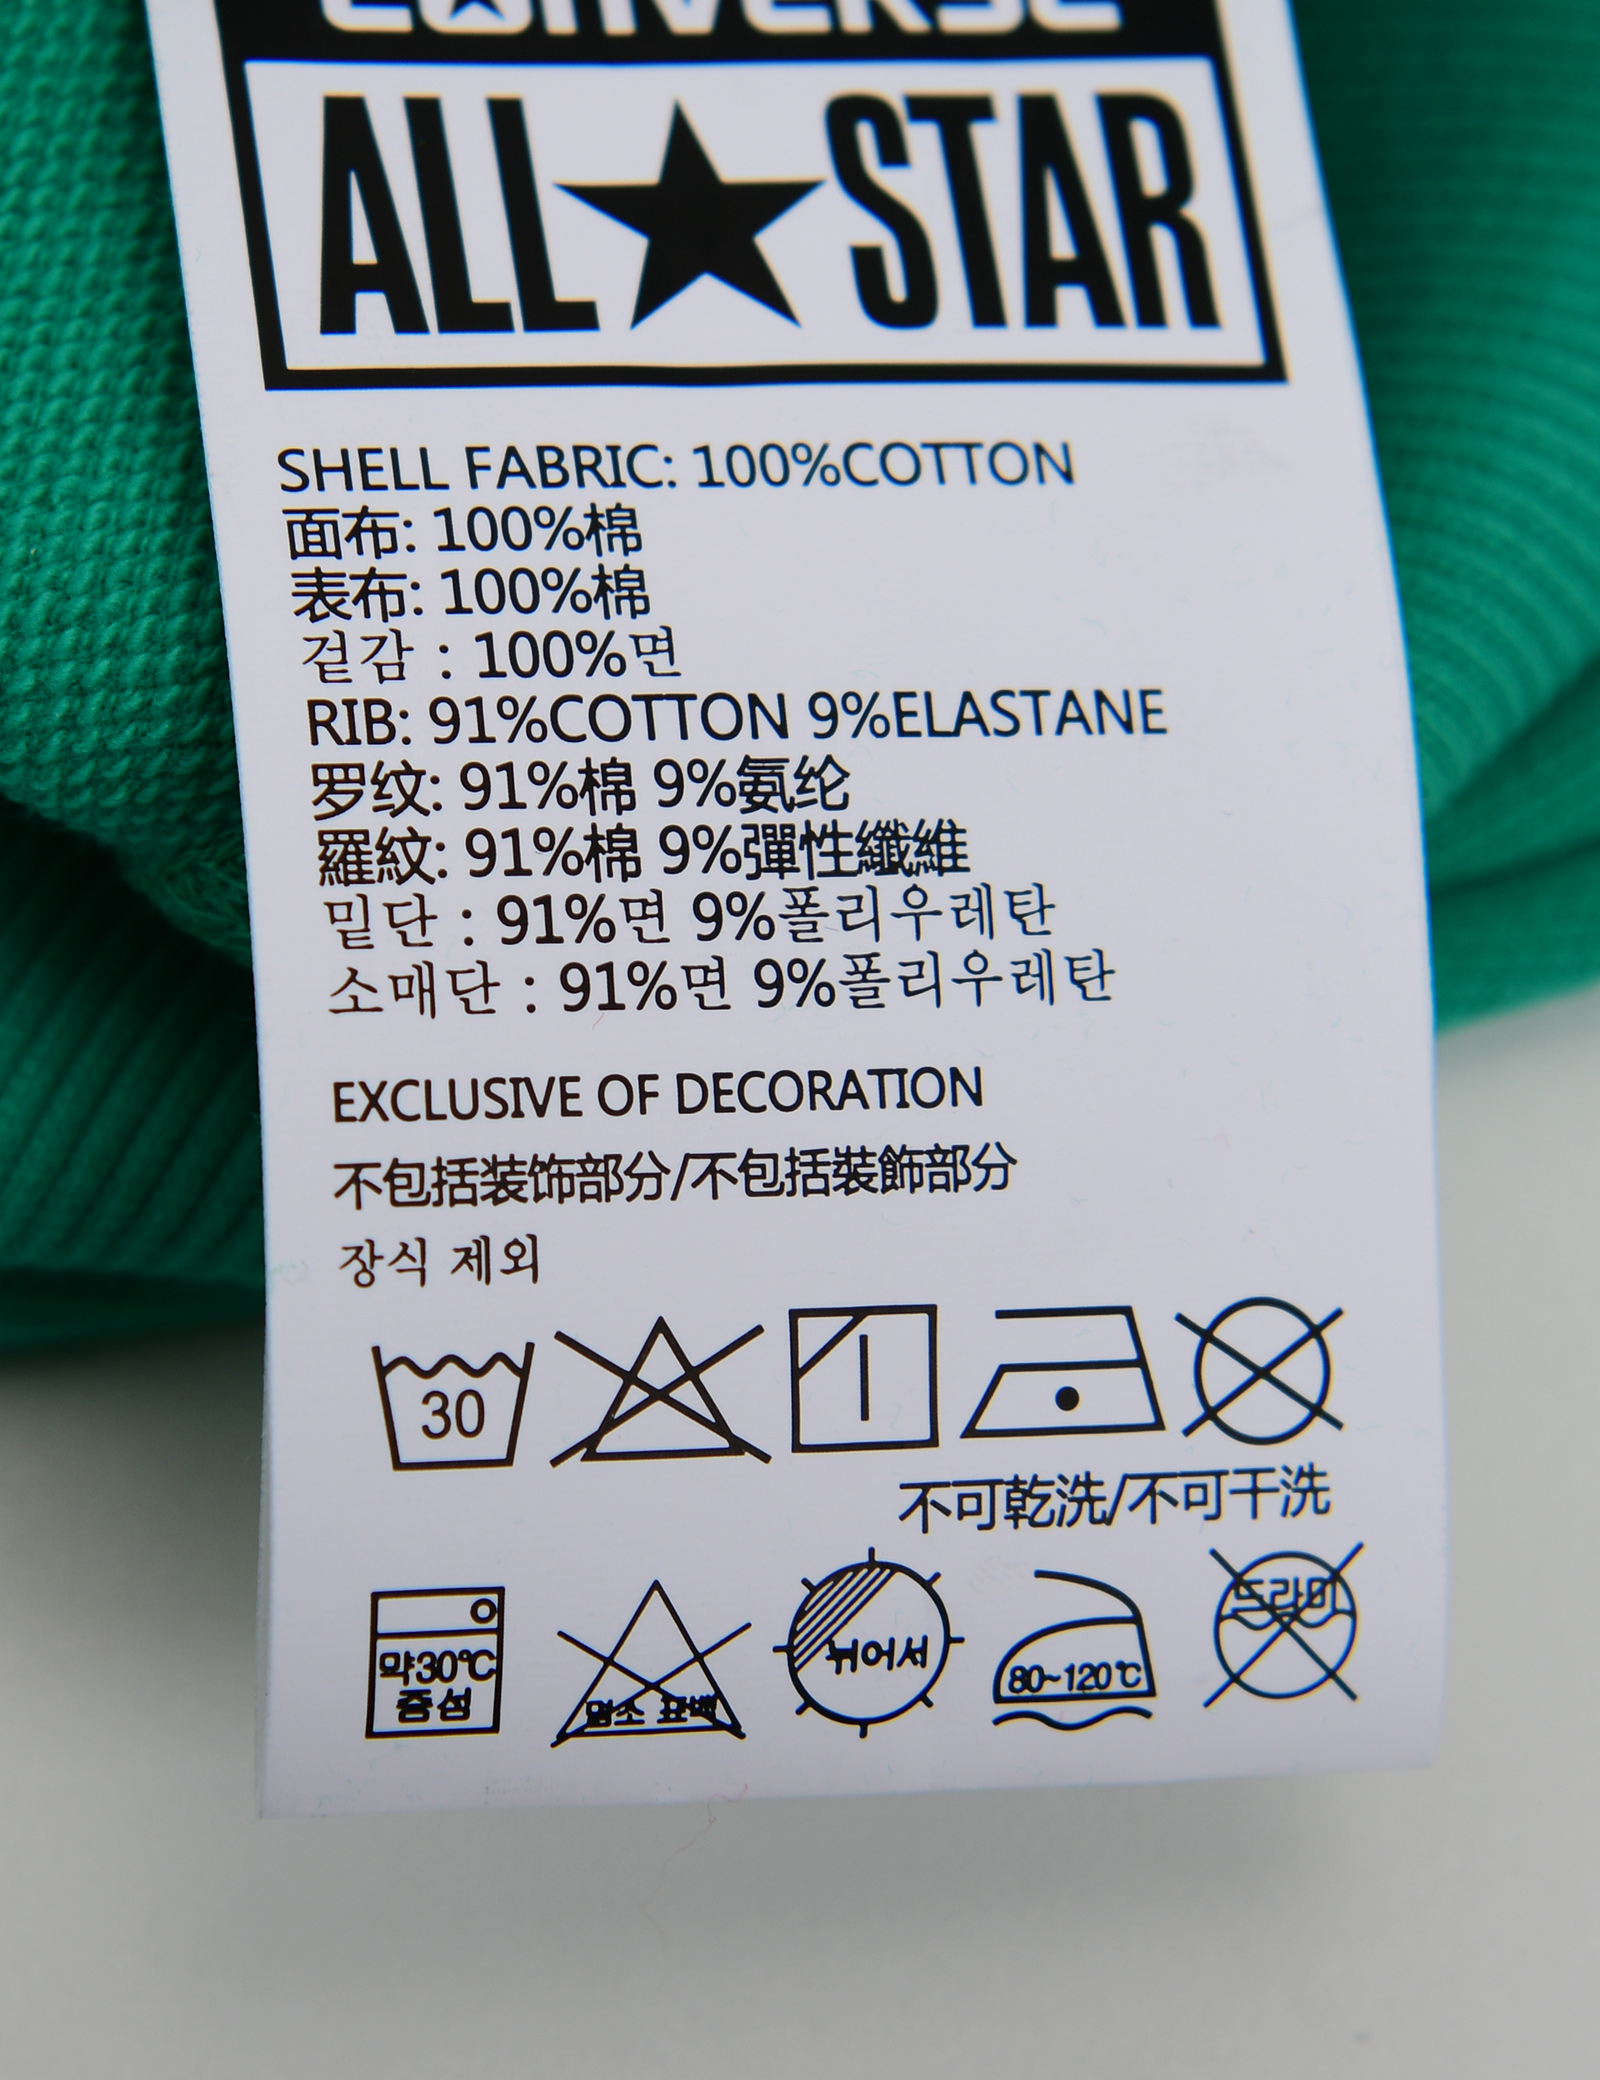 CONVERSE
ALL★STAR
SHELL FABRIC: 100%COTTON
面布: 100%棉
表布: 100%棉
겉감 : 100%면
RIB: 91%COTTON 9%ELASTANE
罗纹: 91%棉 9%氨纶
羅紋: 91%棉 9%彈性纖維
밑단 : 91%면 9%폴리우레탄
소매단 : 91%면 9%폴리우레탄
EXCLUSIVE OF DECORATION
不包括装饰部分/不包括裝飾部分
장식 제외
30
不可乾洗/不可干洗
약30℃
중성
염소 표백
뉘어서
80~120℃
드라이